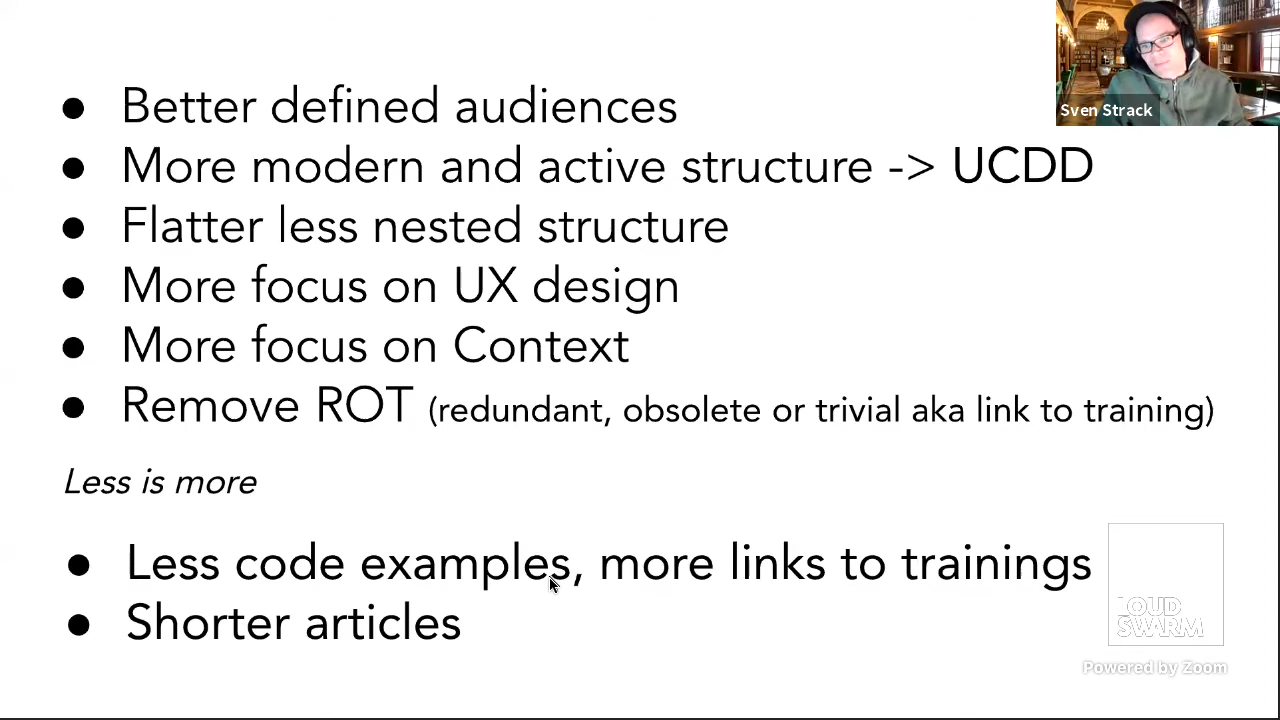 Sven Strack
● Better defined audiences
● More modern and active structure -> UCDD
● Flatter less nested structure
● More focus on UX design
● More focus on Context
● Remove ROT (redundant, obsolete or trivial aka link to training)
Less is more
● Less code examples, more links to trainings
● Shorter articles
LOUD
SWARM
Powered by Zoom